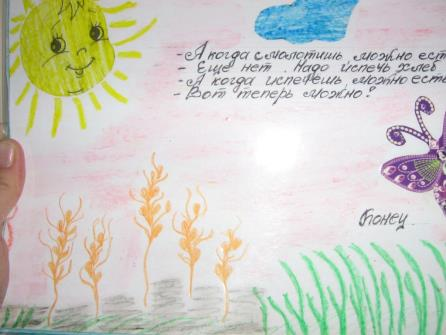 - А когда смолотишь, можно есть
- Ещё нет. Надо испечь хлеб
- А когда испечёшь, можно есть
- Вот теперь можно!
Конец.